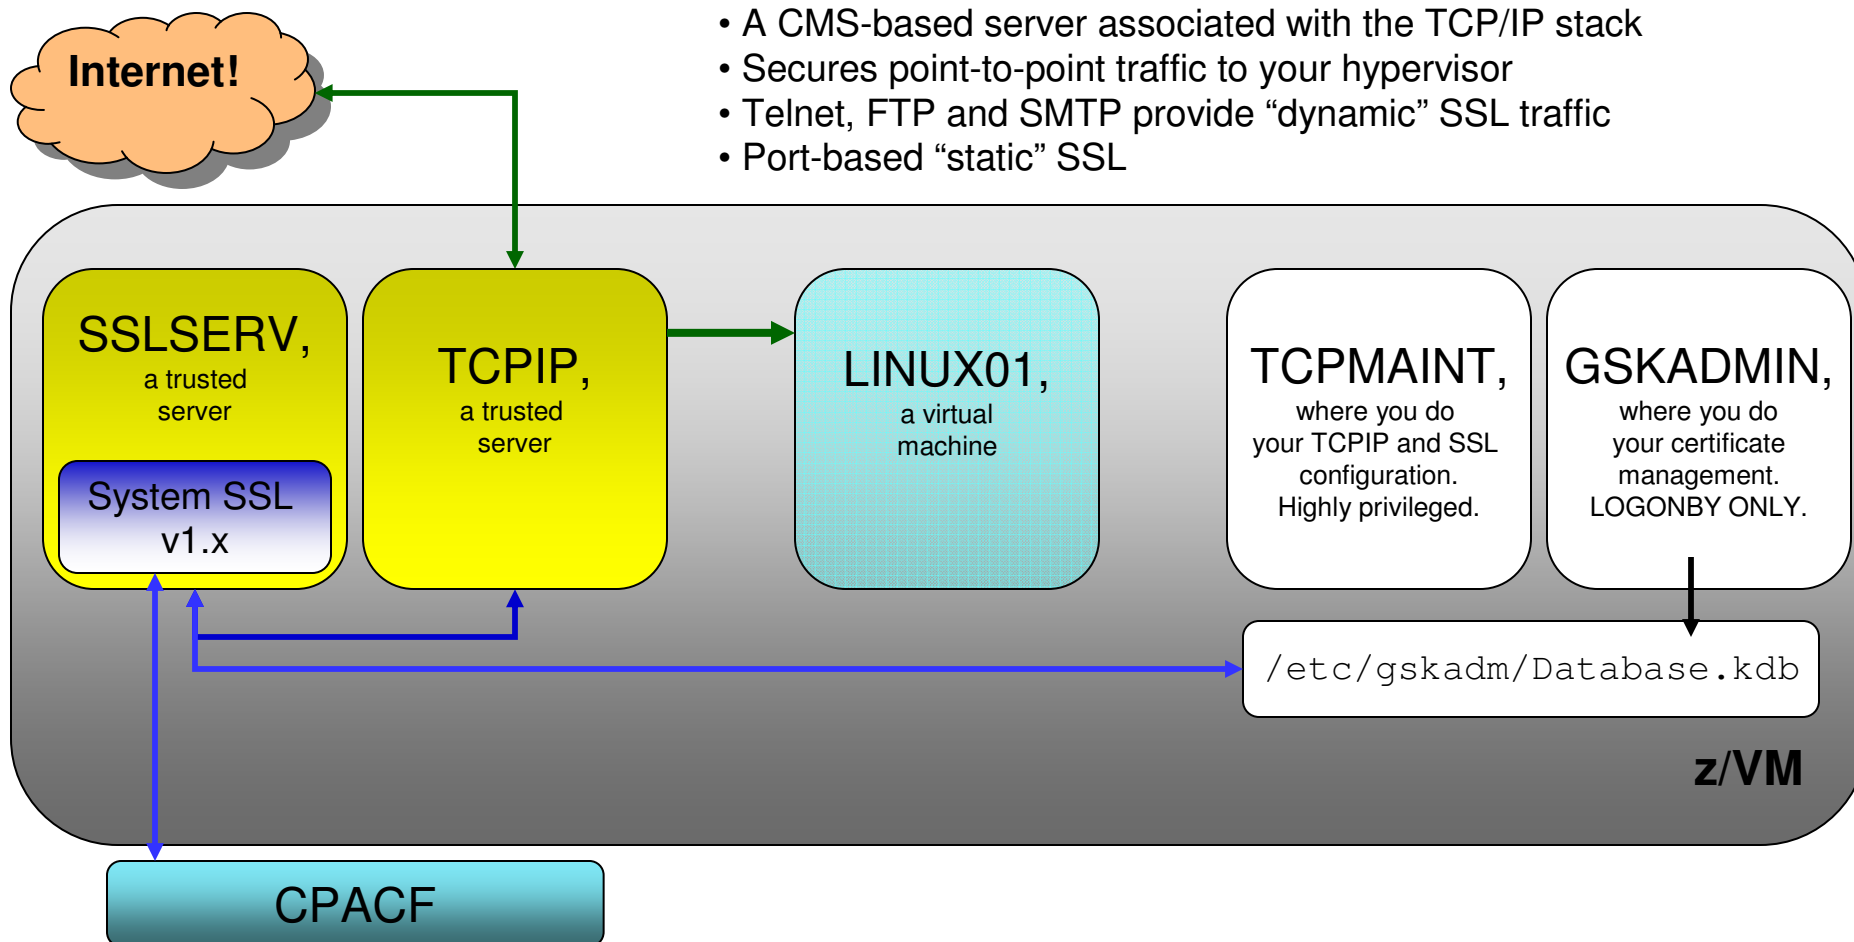 • A CMS-based server associated with the TCP/IP stack
• Secures point-to-point traffic to your hypervisor
• Telnet, FTP and SMTP provide “dynamic” SSL traffic
• Port-based “static” SSL
Internet!
SSLSERV,
a trusted
server
System SSL
v1.x
TCPIP,
a trusted
server
LINUX01,
a virtual
machine
TCPMAINT,
where you do
your TCPIP and SSL
configuration.
Highly privileged.
GSKADMIN,
where you do
your certificate
management.
LOGONBY ONLY.
/etc/gskadm/Database.kdb
z/VM
CPACF